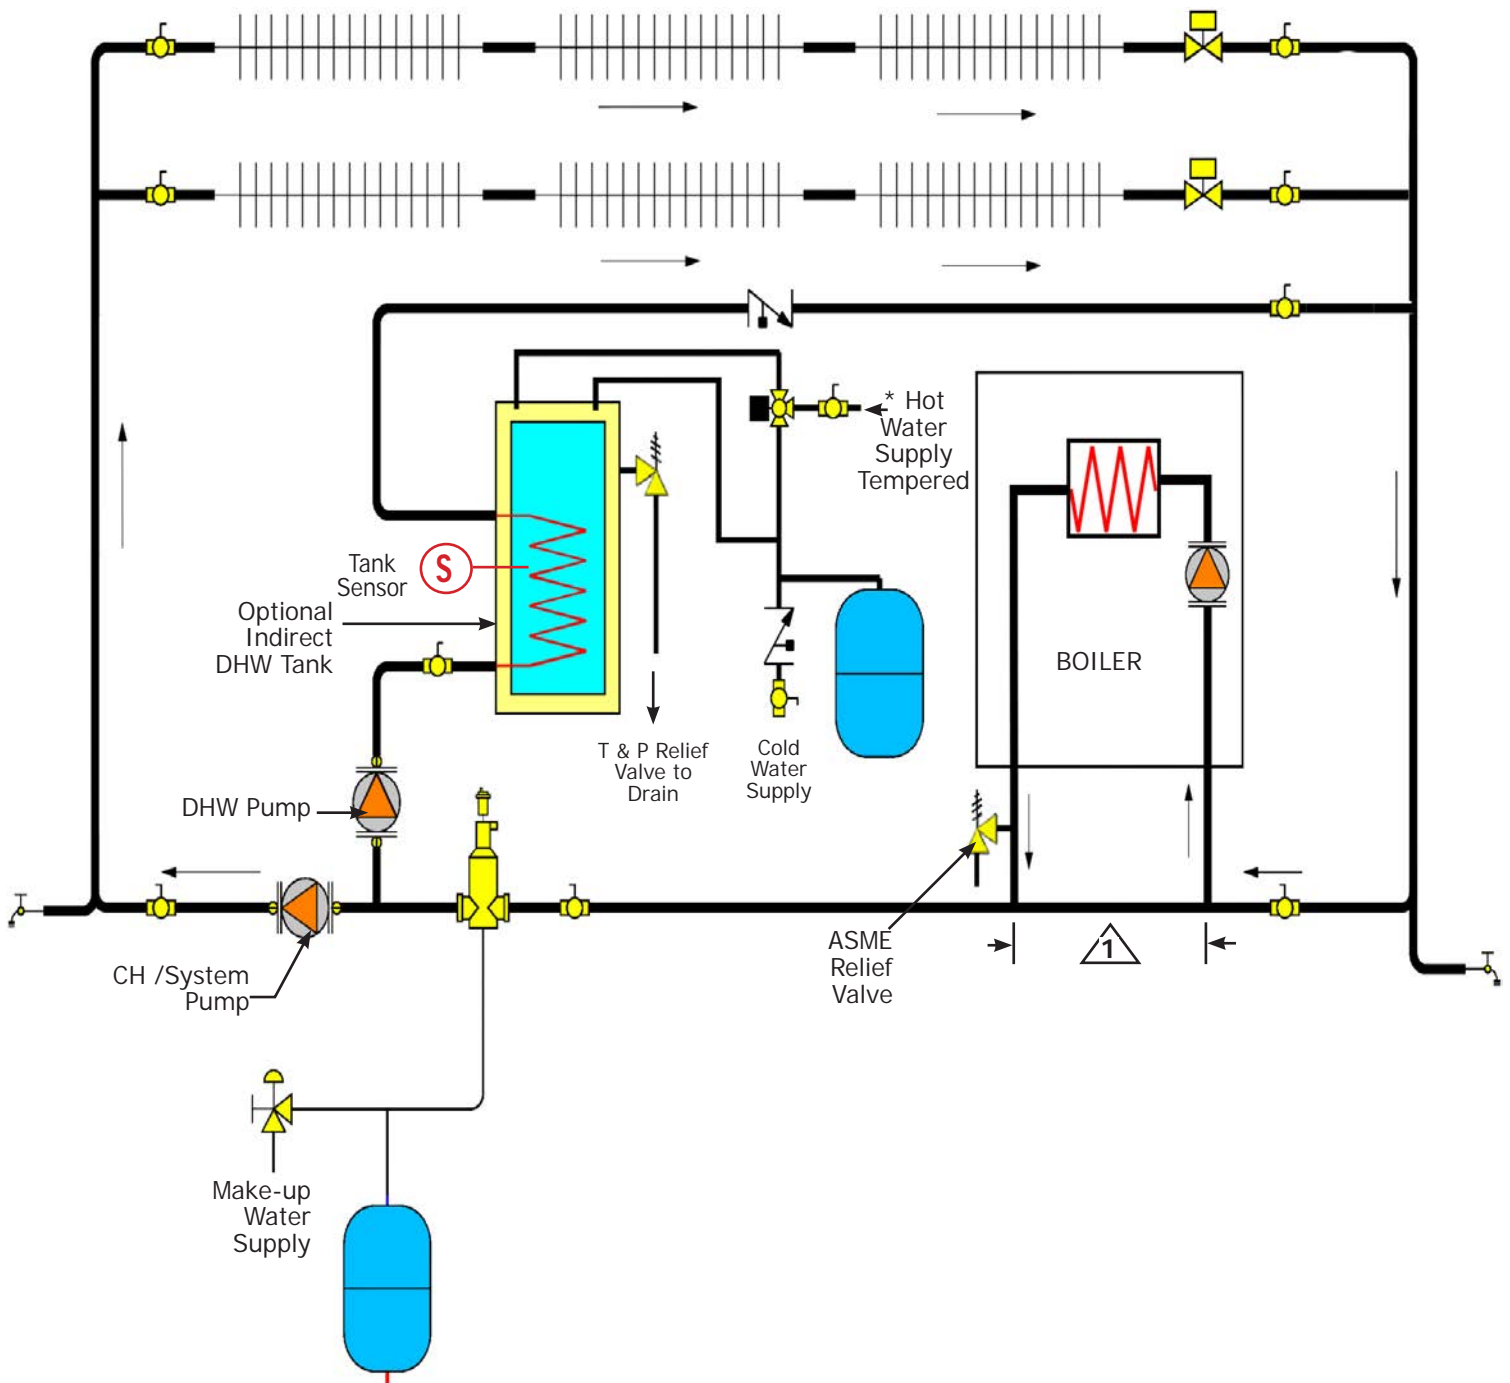 * Hot
Water
Supply
Tempered
Tank
Sensor
S
Optional
Indirect
DHW Tank
BOILER
T & P Relief
Valve to
Drain
Cold
Water
Supply
DHW Pump
CH /System
Pump
ASME
Relief
Valve
1
Make-up
Water
Supply